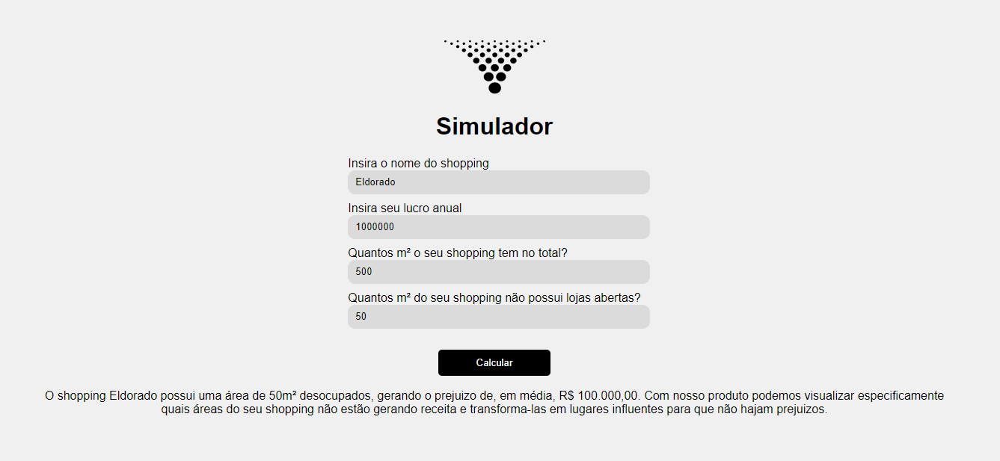 Simulador
Insira o nome do shopping
Eldorado
Insira seu lucro anual
1000000
Quantos m² o seu shopping tem no total?
500
Quantos m² do seu shopping não possui lojas abertas?
50
Calcular
O shopping Eldorado possui uma área de 50m² desocupados, gerando o prejuizo de, em média, R$ 100.000,00. Com nosso produto podemos visualizar especificamente
quais áreas do seu shopping não estão gerando receita e transforma-las em lugares influentes para que não hajam prejuizos.